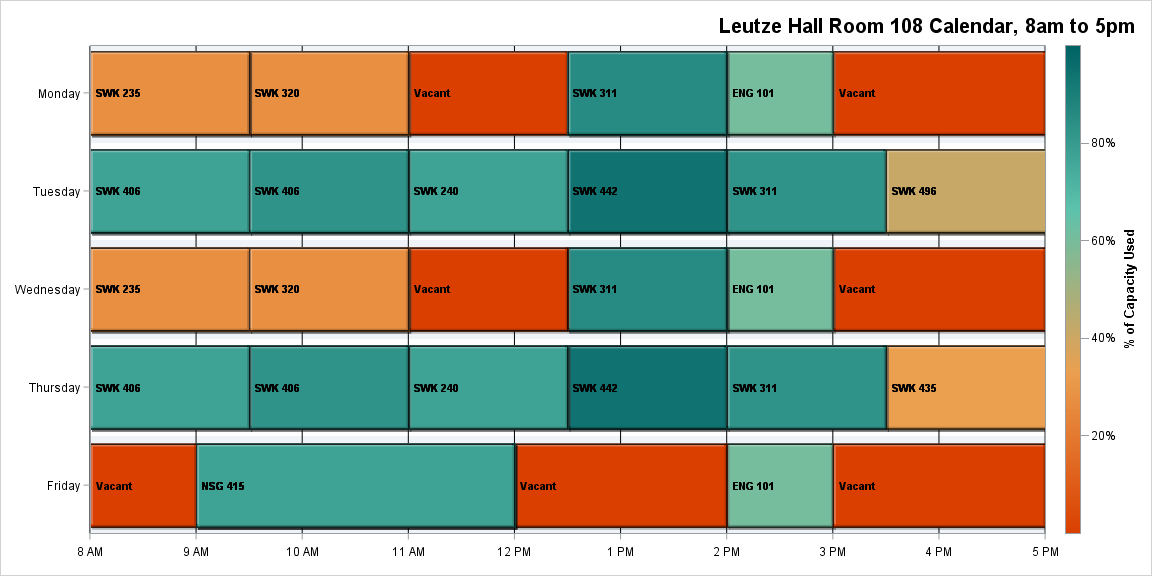 Leutze Hall Room 108 Calendar, 8am to 5pm
Monday
SWK 235
SWK 320
Vacant
SWK 311
ENG 101
Vacant
Tuesday
SWK 406
SWK 406
SWK 240
SWK 442
SWK 311
SWK 496
Wednesday
SWK 235
SWK 320
Vacant
SWK 311
ENG 101
Vacant
Thursday
SWK 406
SWK 406
SWK 240
SWK 442
SWK 311
SWK 435
Friday
Vacant
NSG 415
Vacant
ENG 101
Vacant
8 AM
9 AM
10 AM
11 AM
12 PM
1 PM
2 PM
3 PM
4 PM
5 PM
80%
60%
40%
20%
% of Capacity Used